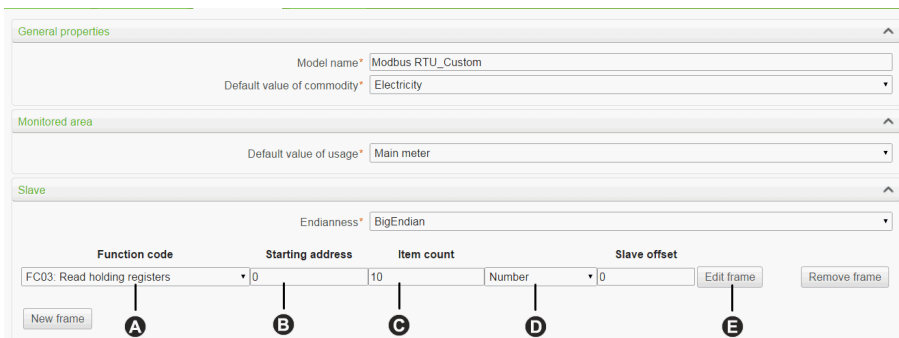 General properties
Model name* Modbus RTU_Custom
Default value of commodity* Electricity
Monitored area
Default value of usage* Main meter
Slave
Endianness* BigEndian
Function code Starting address Item count Slave offset
FC03: Read holding registers 0 10 Number 0 Edit frame Remove frame
New frame
A B C D E